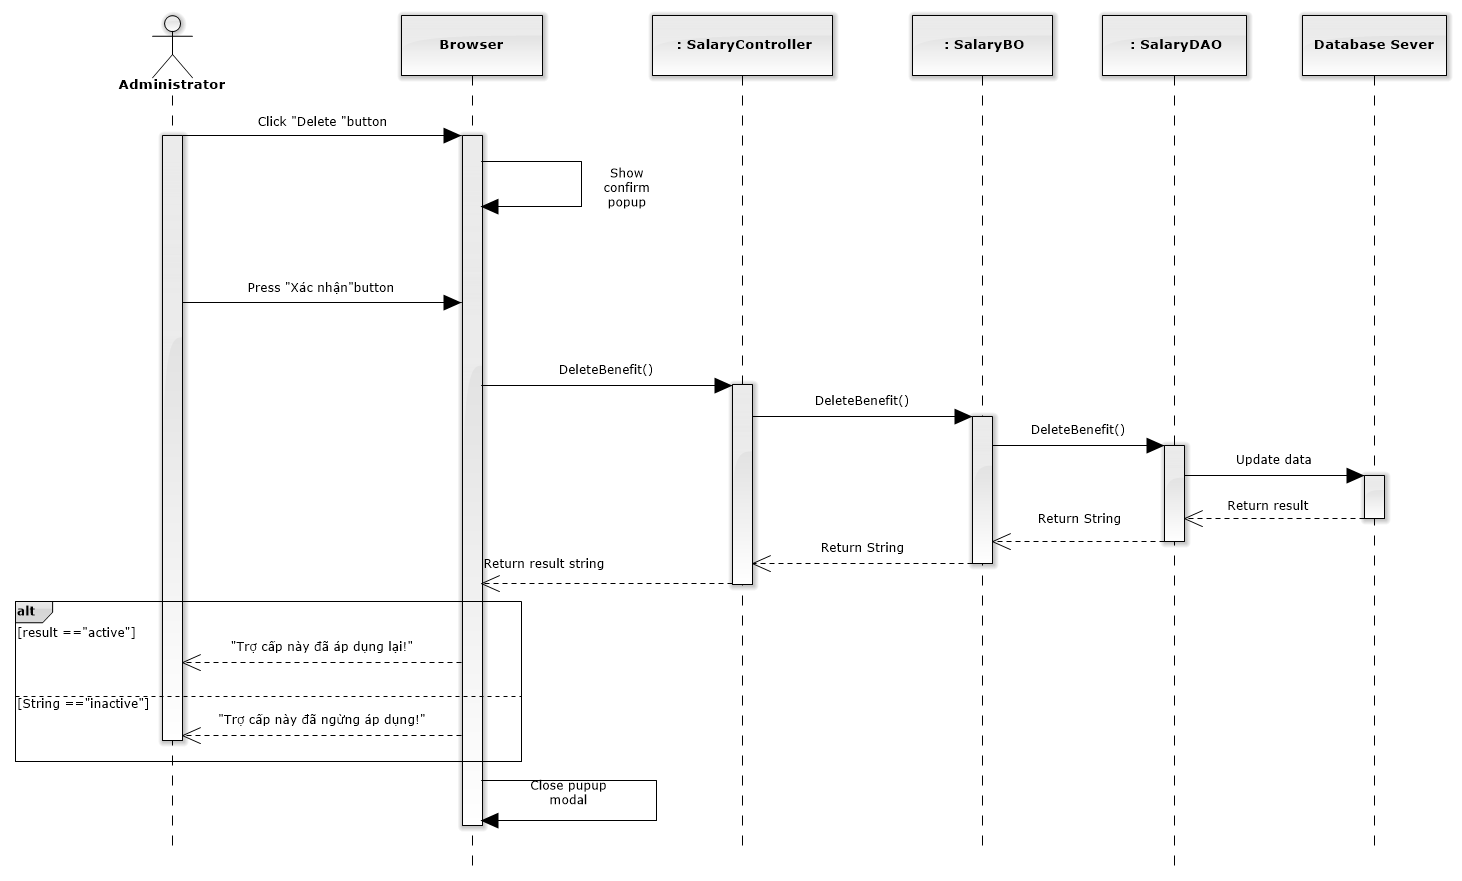 Administrator
Browser
: SalaryController
: SalaryBO
: SalaryDAO
Database Sever
Click "Delete "button
Show
confirm
popup
Press "Xác nhận"button
DeleteBenefit()
DeleteBenefit()
DeleteBenefit()
Update data
Return result
Return String
Return String
Return result string
alt
[result =="active"]
"Trợ cấp này đã áp dụng lại!"
[String =="inactive"]
"Trợ cấp này đã ngừng áp dụng!"
Close pupup
modal